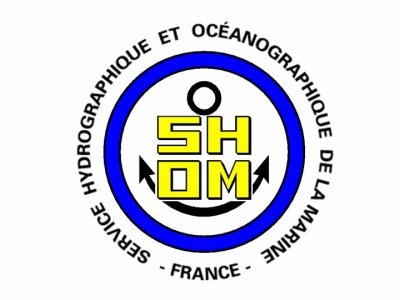 SERVICE HYDROGRAPHIQUE ET OCÉANOGRAPHIQUE DE LA MARINE
SH
OM
- FRANCE -